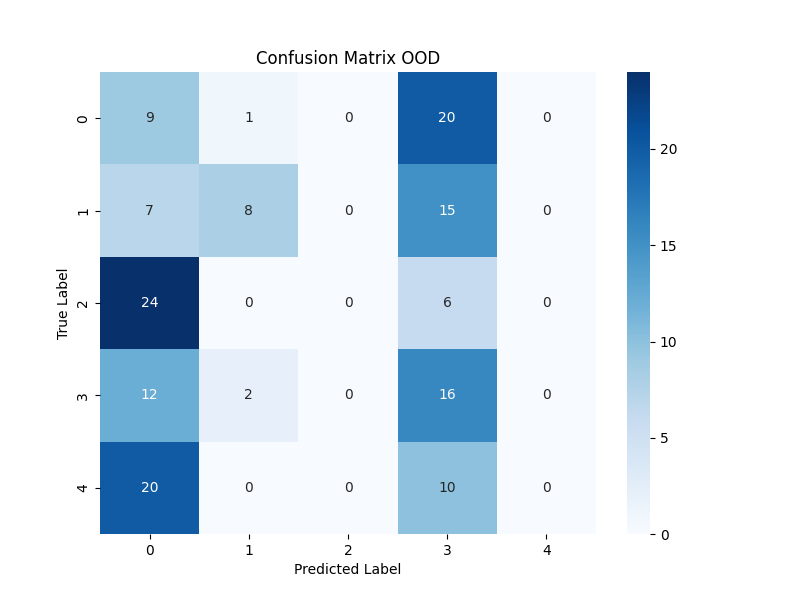 Confusion Matrix OOD
True Label
0 9 1 0 20 0
1 7 8 0 15 0
2 24 0 0 6 0
3 12 2 0 16 0
4 20 0 0 10 0
0 1 2 3 4
Predicted Label
20
15
10
5
0